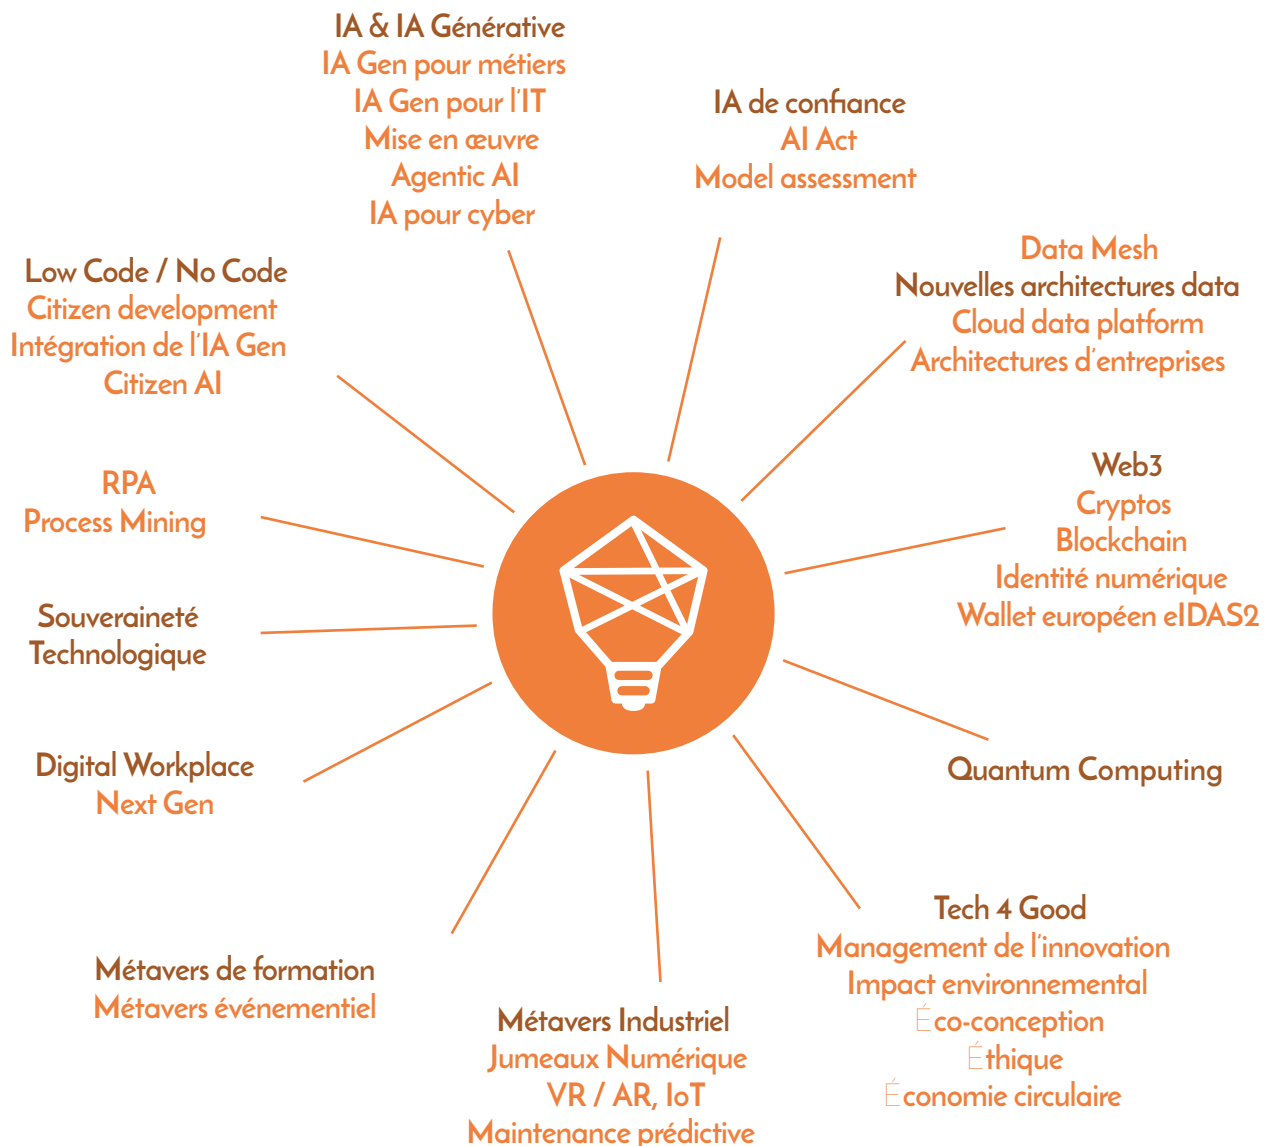 IA & IA Générative
IA Gen pour métiers
IA Gen pour l'IT
Mise en œuvre
Agentic AI
IA pour cyber
IA de confiance
AI Act
Model assessment
Data Mesh
Nouvelles architectures data
Cloud data platform
Architectures d'entreprises
Web3
Cryptos
Blockchain
Identité numérique
Wallet européen eIDAS2
Quantum Computing
Tech 4 Good
Management de l'innovation
Impact environnemental
Éco-conception
Éthique
Économie circulaire
Métavers Industriel
Jumeaux Numérique
VR / AR, IoT
Maintenance prédictive
Métavers de formation
Métavers événementiel
Digital Workplace
Next Gen
Souveraineté
Technologique
RPA
Process Mining
Low Code / No Code
Citizen development
Intégration de l'IA Gen
Citizen AI